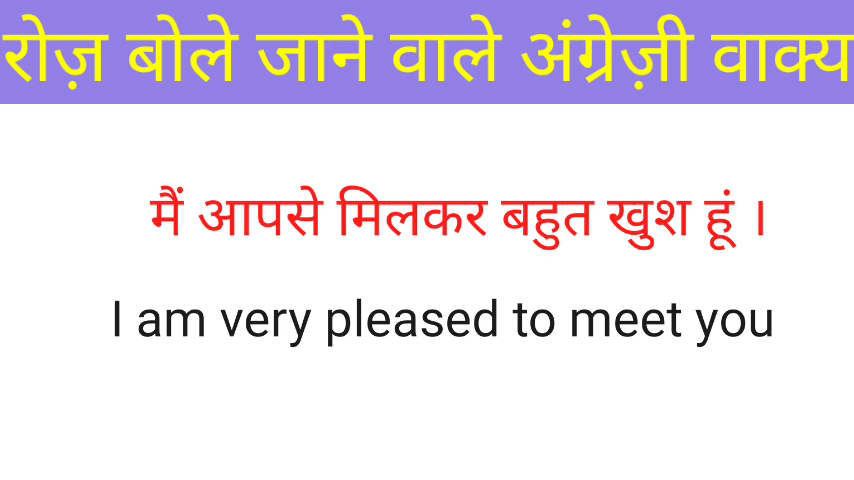 रोज़ बोले जाने वाले अंग्रेज़ी वाक्य
मैं आपसे मिलकर बहुत खुश हूं ।
I am very pleased to meet you